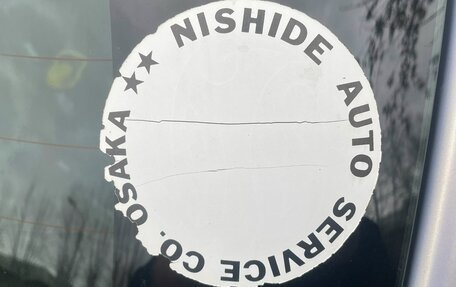 NISHIDE AUTO SERVICE CO. OSAKA ★★